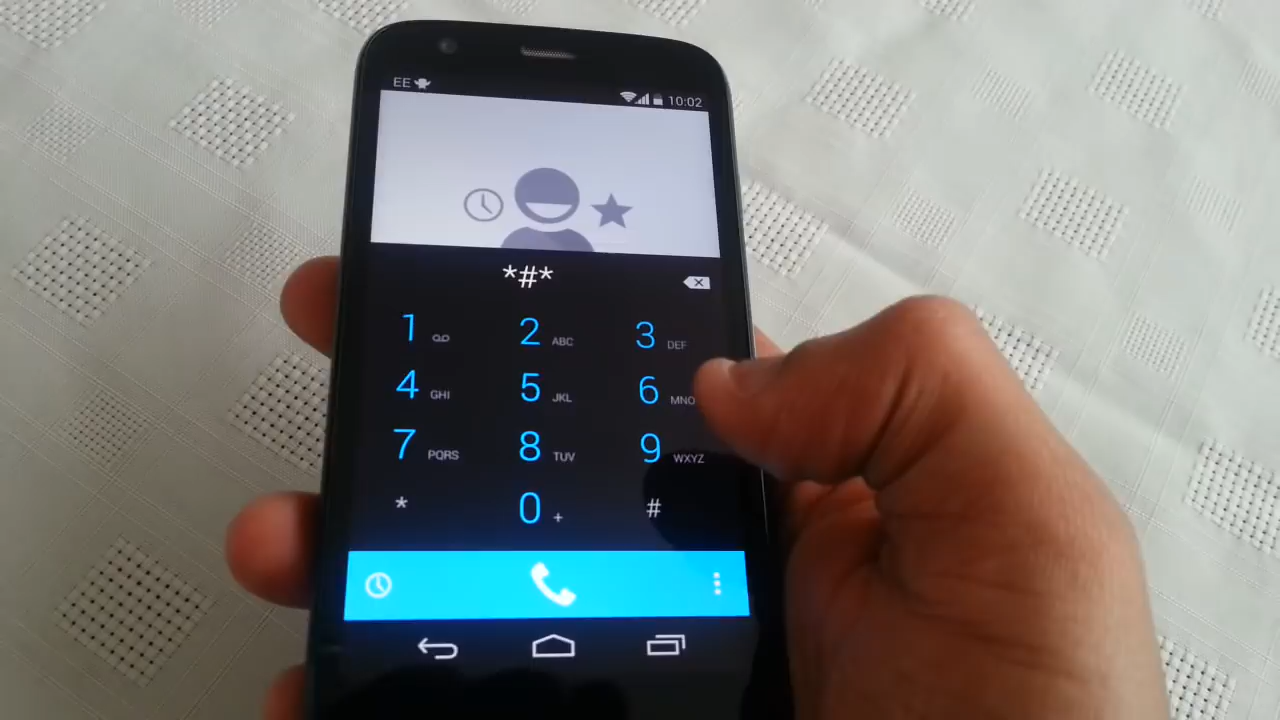 EE 10:02
*#*
1 2 ABC 3 DEF
4 GHI 5 JKL 6 MNO
7 PQRS 8 TUV 9 WXYZ
* 0 + #